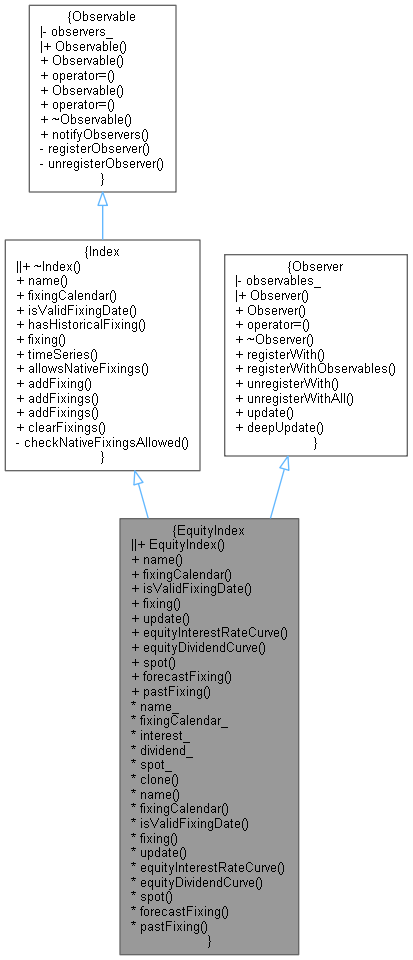 {Observable
|- observers_
|+ Observable()
+ Observable()
+ operator=()
+ Observable()
+ operator=()
+ ~Observable()
+ notifyObservers()
- registerObserver()
- unregisterObserver()
}
{Index
||+ ~Index()
+ name()
+ fixingCalendar()
+ isValidFixingDate()
+ hasHistoricalFixing()
+ fixing()
+ timeSeries()
+ allowsNativeFixings()
+ addFixing()
+ addFixings()
+ addFixings()
+ clearFixings()
- checkNativeFixingsAllowed()
}
{Observer
|- observables_
|+ Observer()
+ Observer()
+ operator=()
+ ~Observer()
+ registerWith()
+ registerWithObservables()
+ unregisterWith()
+ unregisterWithAll()
+ update()
+ deepUpdate()
}
{EquityIndex
||+ EquityIndex()
+ name()
+ fixingCalendar()
+ isValidFixingDate()
+ fixing()
+ update()
+ equityInterestRateCurve()
+ equityDividendCurve()
+ spot()
+ forecastFixing()
+ pastFixing()
* name_
* fixingCalendar_
* interest_
* dividend_
* spot_
* clone()
* name()
* fixingCalendar()
* isValidFixingDate()
* fixing()
* update()
* equityInterestRateCurve()
* equityDividendCurve()
* spot()
* forecastFixing()
* pastFixing()
}